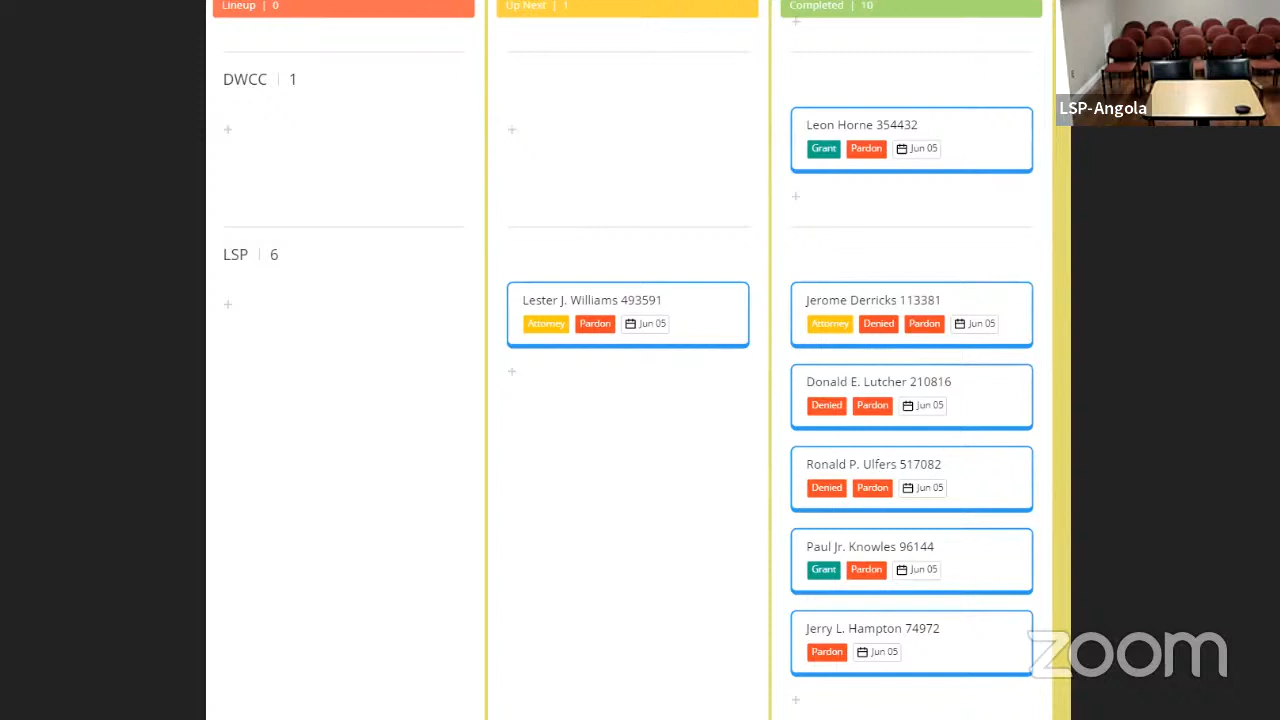 Lineup | 0
Up Next | 1
Completed | 10
+
DWCC | 1
+
+
Leon Horne 354432
Grant Pardon Jun 05
+
LSP | 6
+
Lester J. Williams 493591
Attorney Pardon Jun 05
+
Jerome Derricks 113381
Attorney Denied Pardon Jun 05
Donald E. Lutcher 210816
Denied Pardon Jun 05
Ronald P. Ulfers 517082
Denied Pardon Jun 05
Paul Jr. Knowles 96144
Grant Pardon Jun 05
Jerry L. Hampton 74972
Pardon Jun 05
+
LSP-Angola
zoom